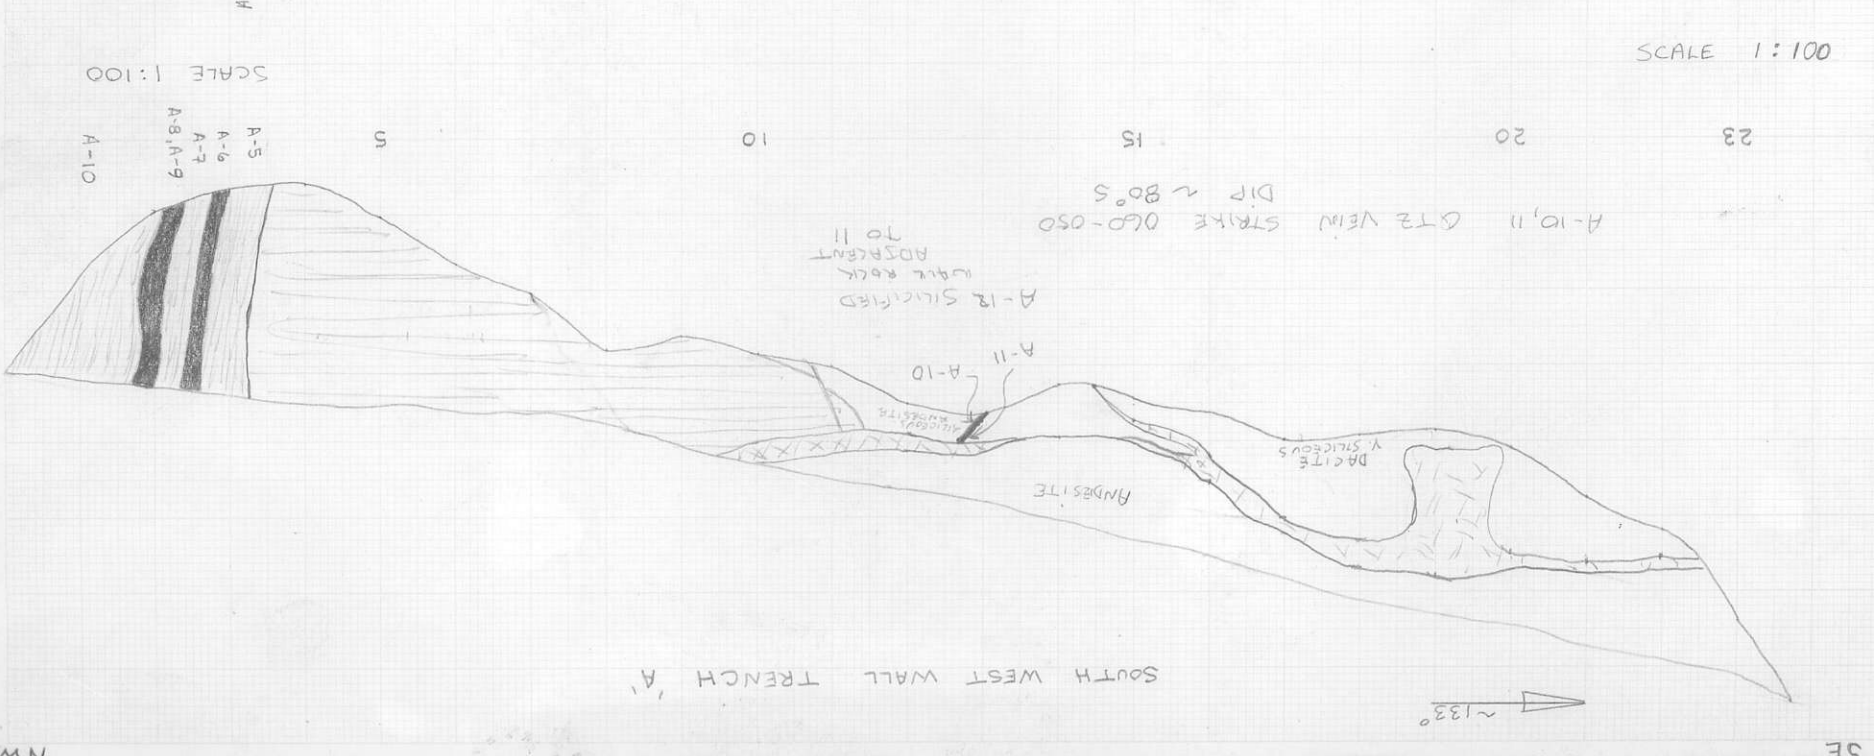 SCALE 1:100
SCALE 1:100
A-10
A-8, A-9
A-7
A-6
A-5
5
10
15
20
23
A-10, 11 QTZ VEIN STRIKE 060-050
DIP ~ 80°S
A-12 SILICIFIED
WALL ROCK
ADJACENT
TO 11
A-10
A-11
SILICEOUS
ANDESITE
ANDESITE
DACITE
V. SILICEOUS
SOUTH WEST WALL TRENCH 'A'
~133°
NW
SE